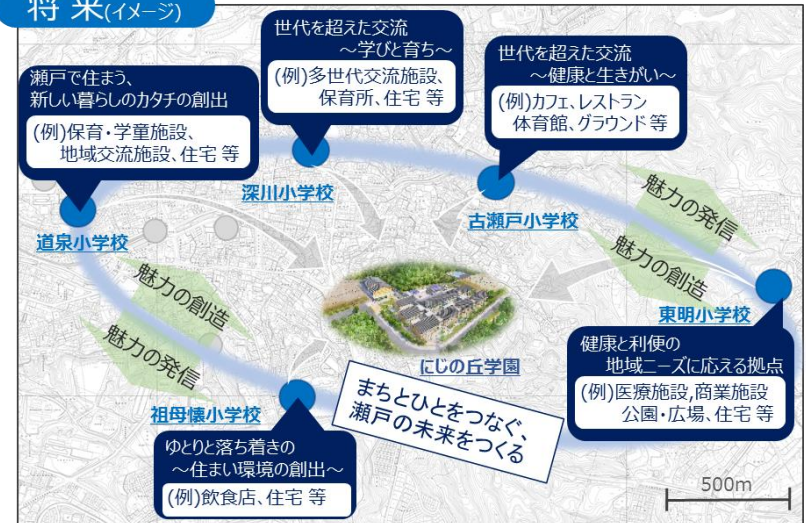 将 来(イメージ)
世代を超えた交流
～学びと育ち～
(例)多世代交流施設、
保育所、住宅 等
世代を超えた交流
～健康と生きがい～
(例)カフェ、レストラン
体育館、グラウンド 等
瀬戸で住まう、
新しい暮らしのカタチの創出
(例)保育・学童施設、
地域交流施設、住宅 等
深川小学校
古瀬戸小学校
道泉小学校
魅力の発信
魅力の創造
東明小学校
魅力の創造
魅力の発信
にじの丘学園
健康と利便の
地域ニーズに応える拠点
(例)医療施設,商業施設
公園・広場、住宅 等
祖母懐小学校
まちとひとをつなぐ、
瀬戸の未来をつくる
ゆとりと落ち着きの
～住まい環境の創出～
(例)飲食店、住宅 等
500m